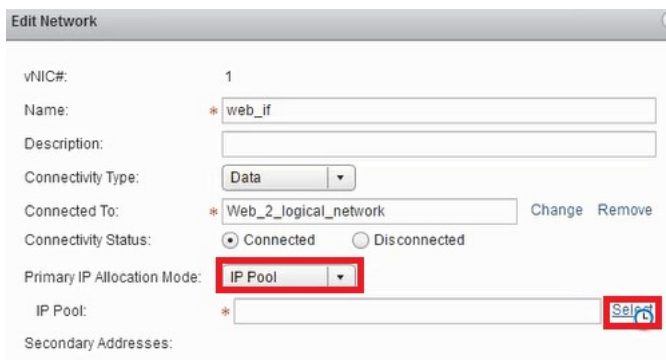 Edit Network
vNIC#: 1
Name: * web_if
Description:
Connectivity Type: Data
Connected To: * Web_2_logical_network Change Remove
Connectivity Status: Connected Disconnected
Primary IP Allocation Mode: IP Pool
IP Pool: * Select
Secondary Addresses: